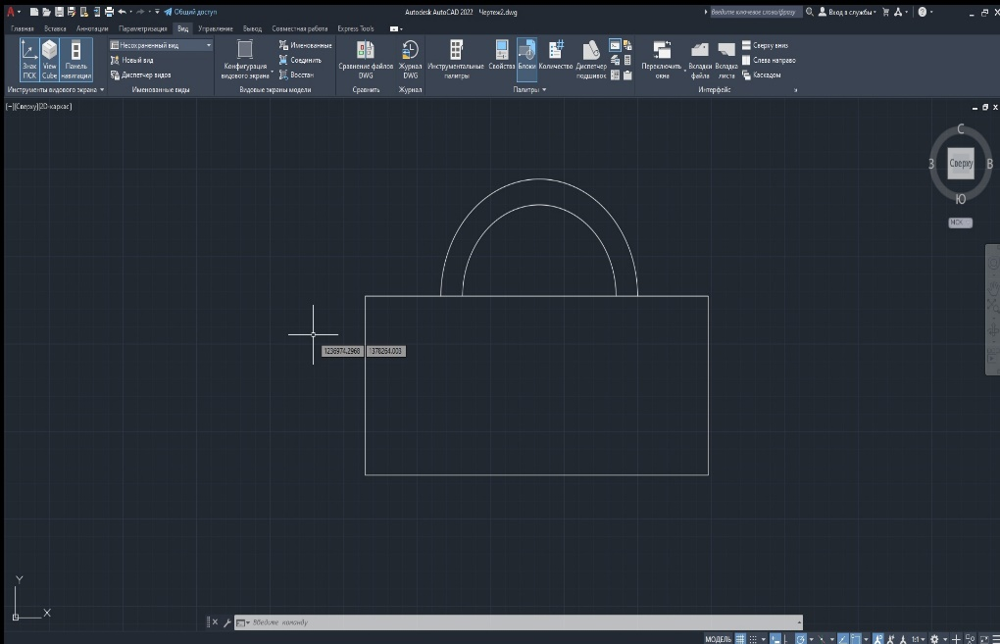 Общий доступ Autodesk AutoCAD 2022 Чертеж2.dwg Введите ключевое слово/фразу Вход в службы
Главная Вставка Аннотации Параметризация Вид Управление Вывод Совместная работа Express Tools
Знак ПСК
View Cube
Панель навигации
Несохраненный вид
Новый вид
Диспетчер видов
Конфигурация видового экрана
Именованные
Соединить
Восстан
Сравнение файлов DWG
Журнал DWG
Инструментальные палитры
Свойства
Блоки
Количество
Диспетчер подшивок
Переключить окна
Вкладки файла
Вкладка листа
Сверху вниз
Слева направо
Каскадом
Инструменты видового экрана Именованные виды Видовые экраны модели Сравнить Журнал Палитры Интерфейс
[−][Сверху][2D-каркас]
С
З Сверху В
Ю
МСК
1236974.2968 1378264.003
Y
X
Введите команду
МОДЕЛЬ 1:1